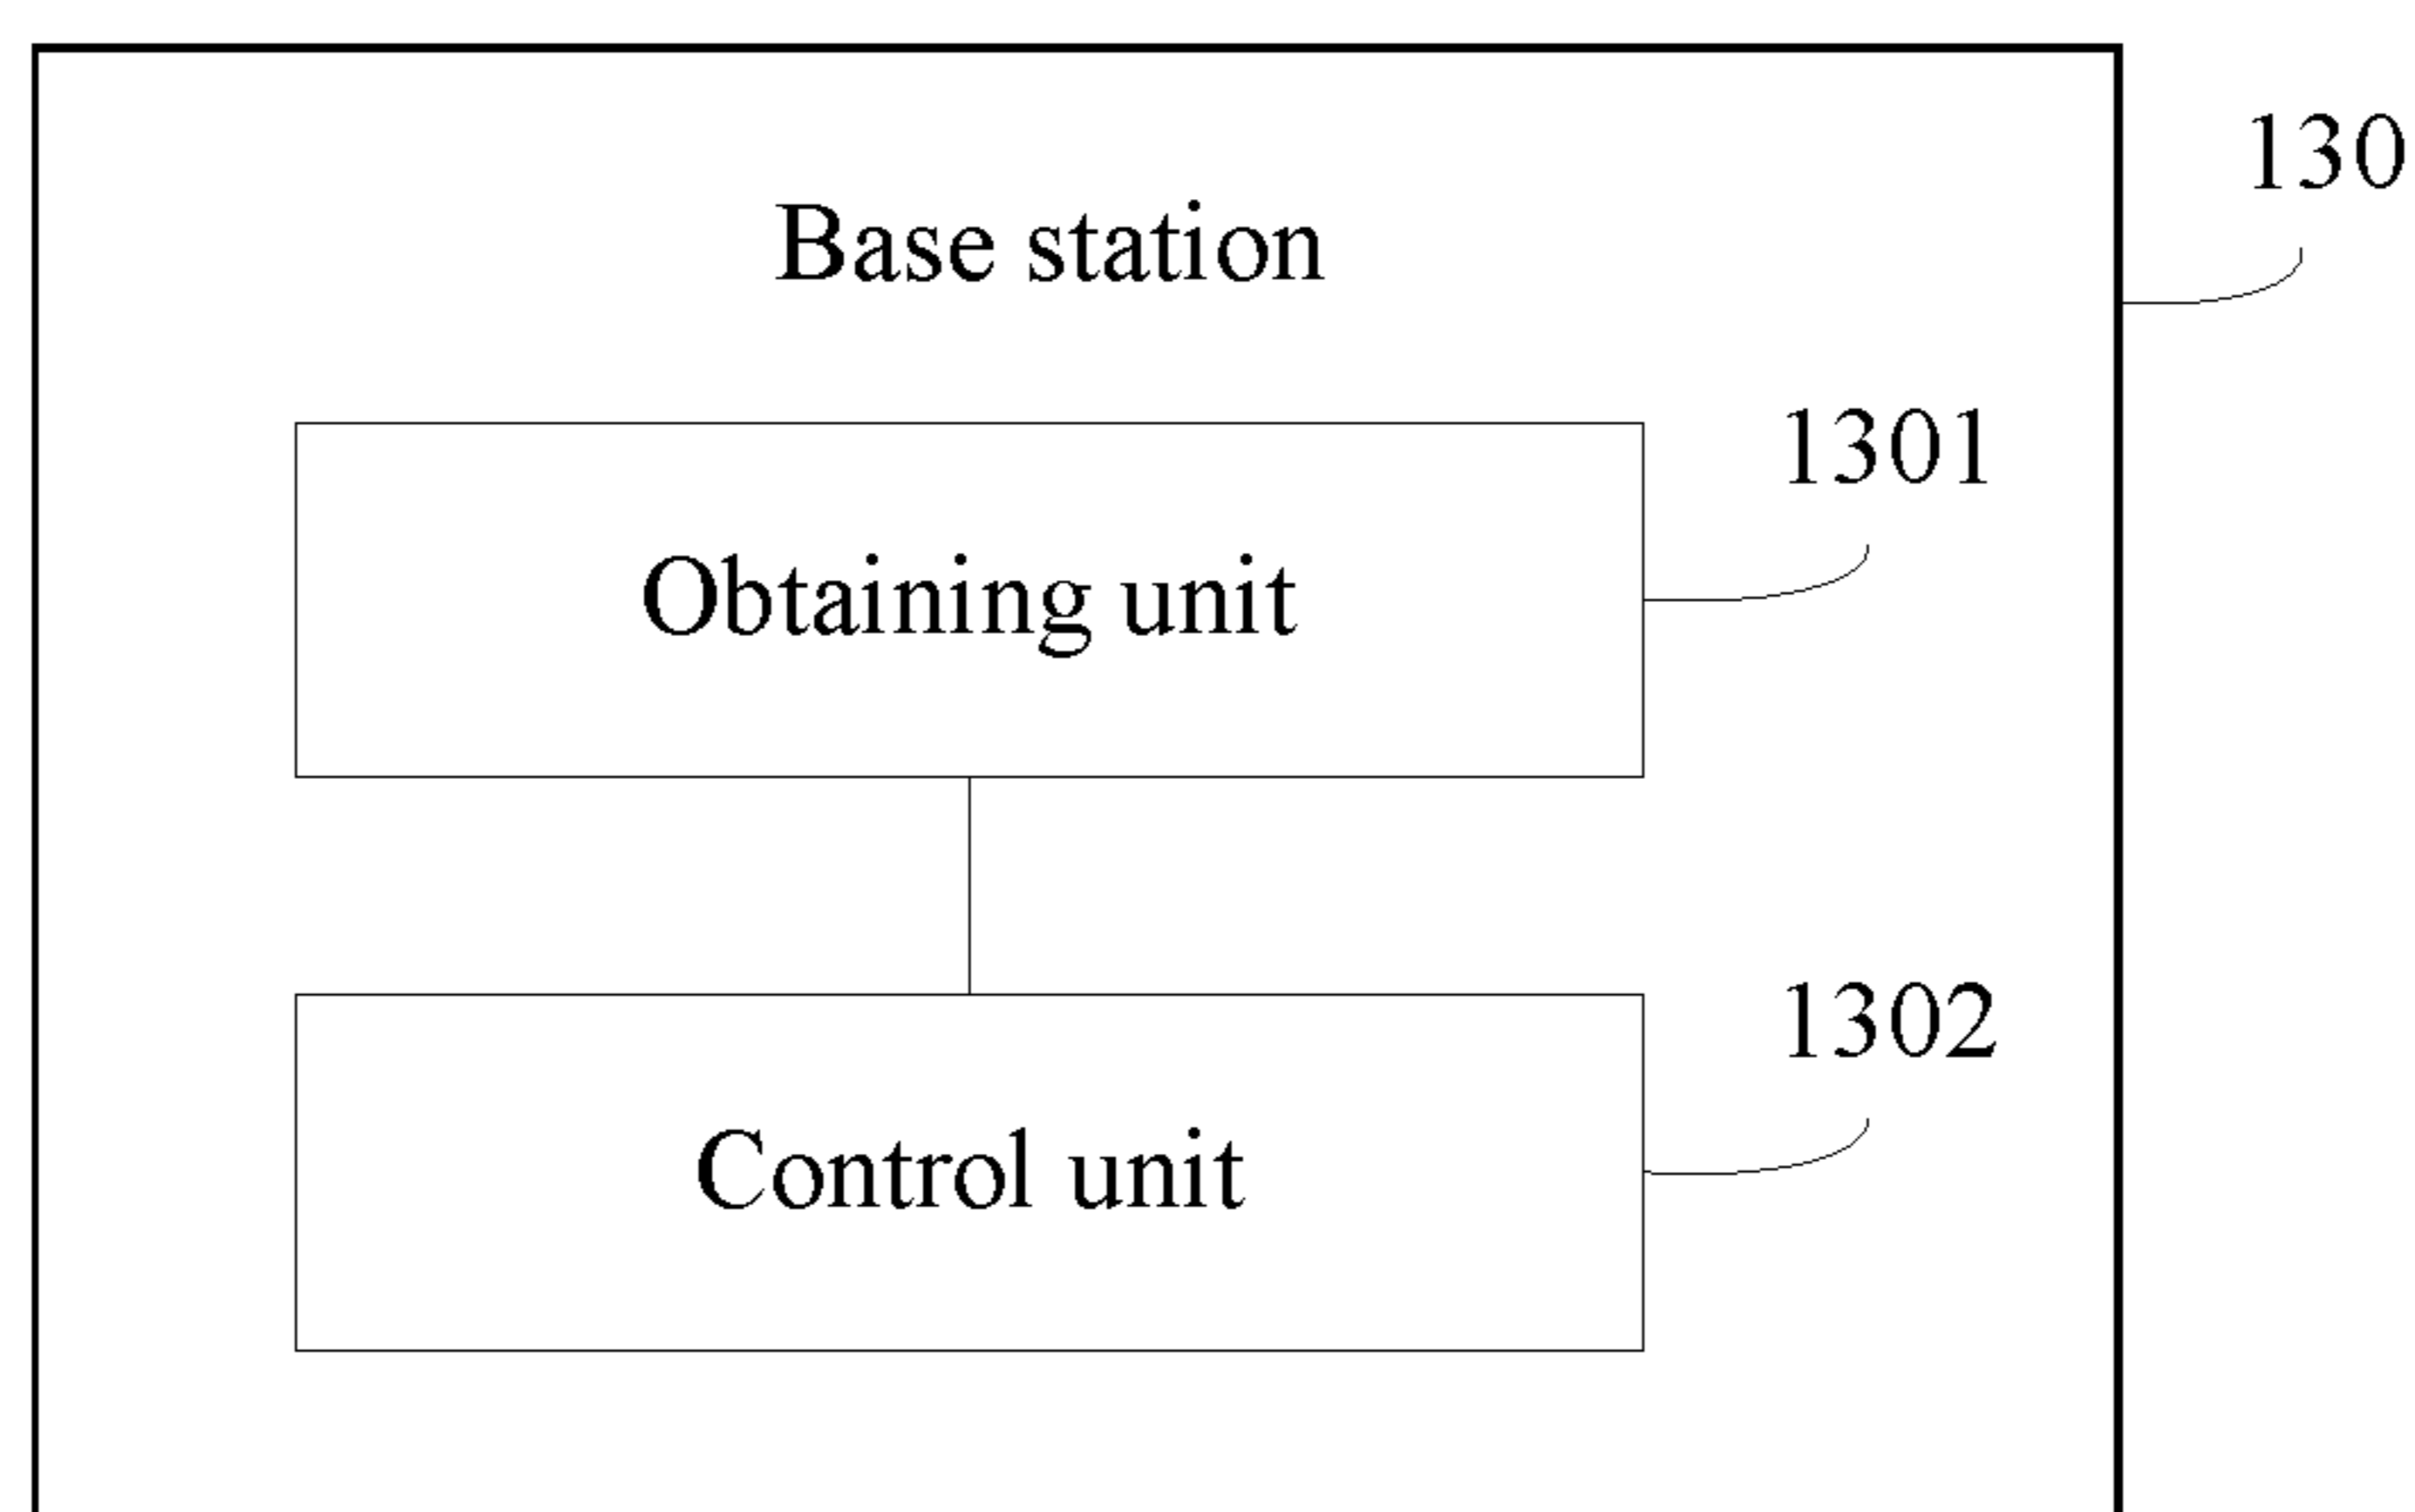 130
Base station
1301
Obtaining unit
1302
Control unit